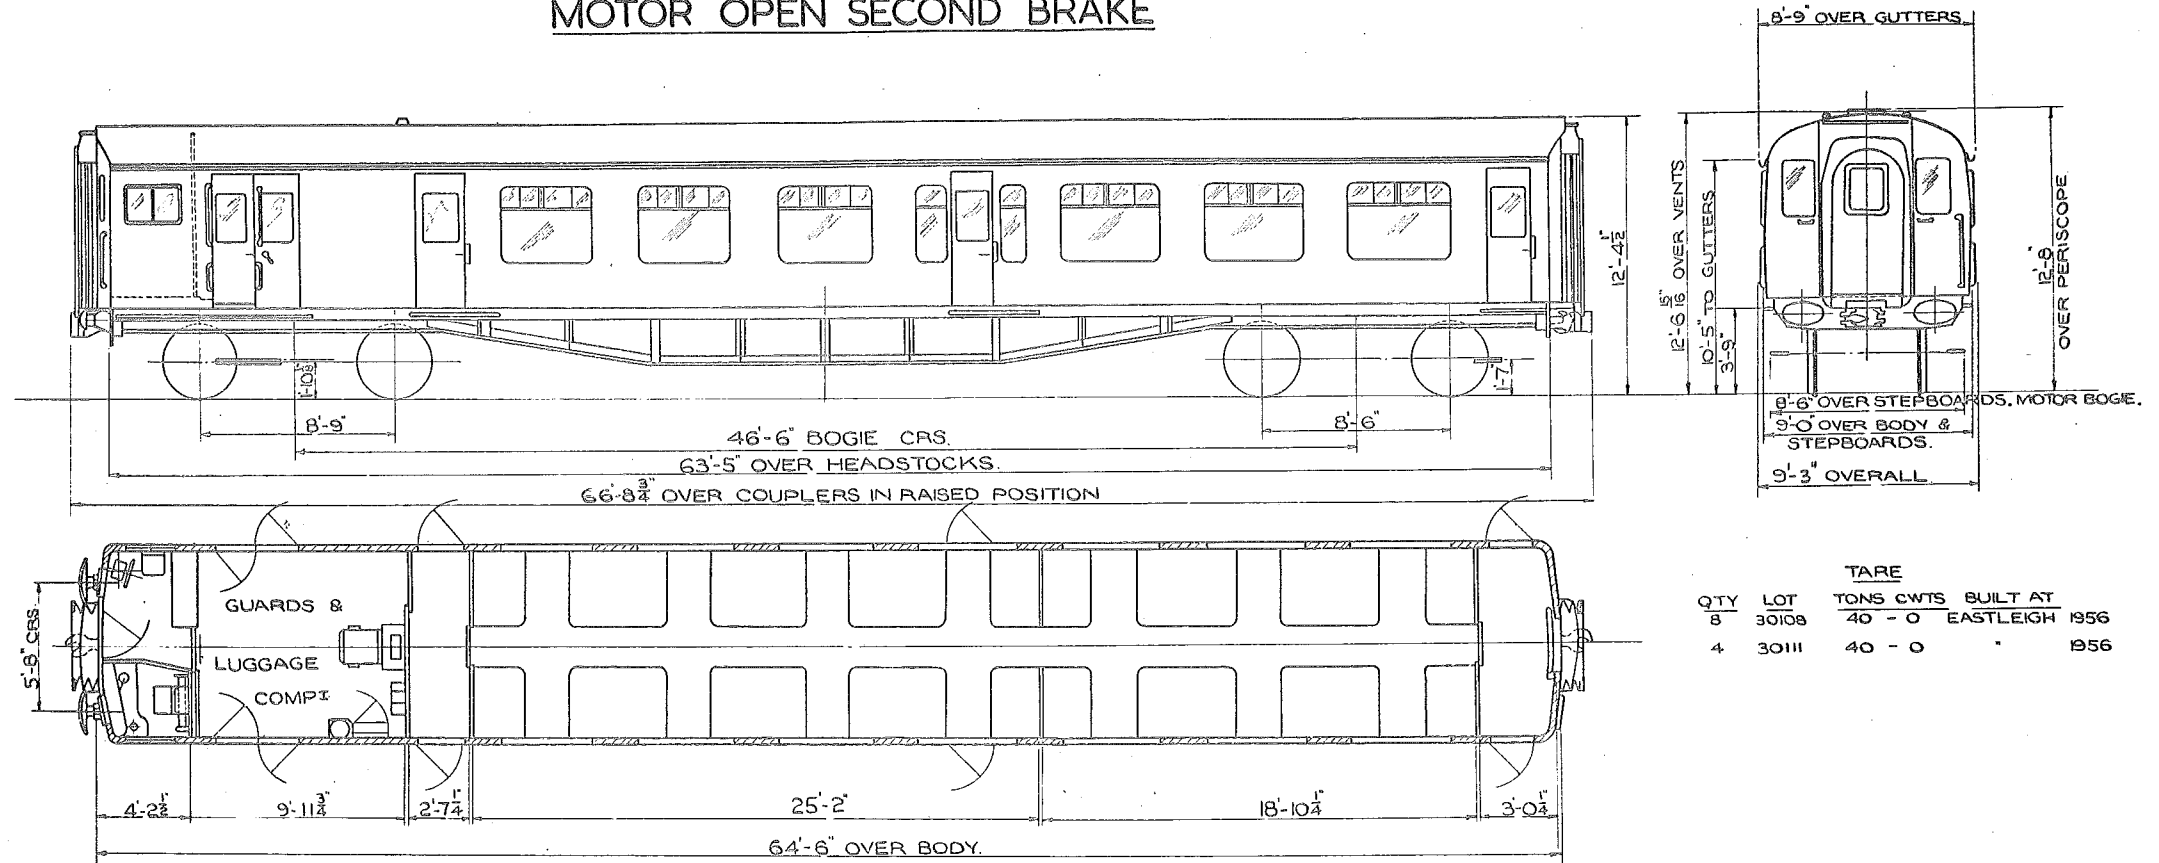 MOTOR OPEN SECOND BRAKE
8'-9" OVER GUTTERS
12'-4½"
12'-6 15/16" OVER VENTS
10'-5" TO GUTTERS
3'-9"
12'-8" OVER PERISCOPE
1'-7"
8'-9"
8'-6"
46'-6" BOGIE CRS.
63'-5" OVER HEADSTOCKS.
66'-8¾" OVER COUPLERS IN RAISED POSITION
8'-6" OVER STEPBOARDS. MOTOR BOGIE.
9'-0" OVER BODY &
STEPBOARDS.
9'-3" OVERALL
5'-8" CRS.
GUARDS &
LUGGAGE
COMPT
TARE
QTY LOT TONS CWTS BUILT AT
8 30108 40 - 0 EASTLEIGH 1956
4 30111 40 - 0 " 1956
4'-2½"
9'-11¾"
2'-7¼"
25'-2"
18'-10¼"
3'-0¼"
64'-6" OVER BODY.